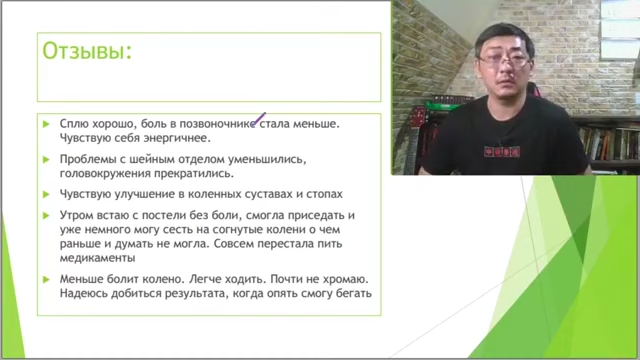 Отзывы:
Сплю хорошо, боль в позвоночнике стала меньше.
Чувствую себя энергичнее.
Проблемы с шейным отделом уменьшились,
головокружения прекратились.
Чувствую улучшение в коленных суставах и стопах
Утром встаю с постели без боли, смогла приседать и
уже немного могу сесть на согнутые колени о чем
раньше и думать не могла. Совсем перестала пить
медикаменты
Меньше болит колено. Легче ходить. Почти не хромаю.
Надеюсь добиться результата, когда опять смогу бегать